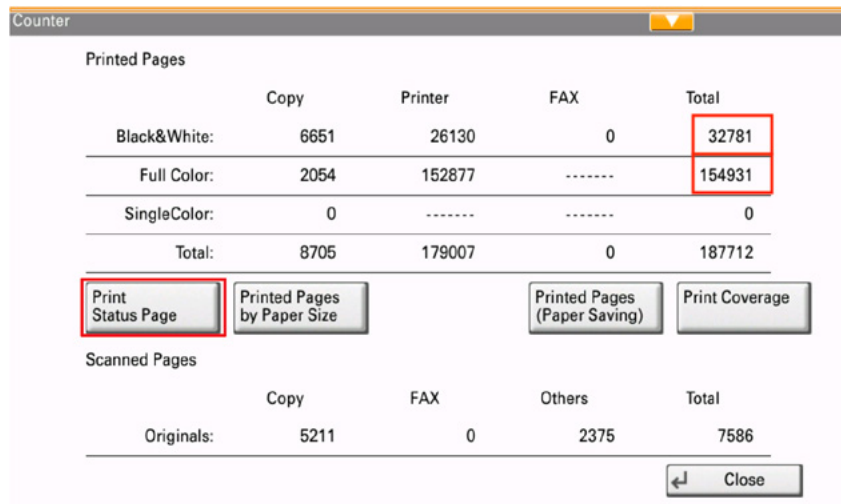 Counter
Printed Pages
Copy Printer FAX Total
Black&White: 6651 26130 0 32781
Full Color: 2054 152877 ------- 154931
SingleColor: 0 ------- ------- 0
Total: 8705 179007 0 187712
Print Status Page
Printed Pages by Paper Size
Printed Pages (Paper Saving)
Print Coverage
Scanned Pages
Copy FAX Others Total
Originals: 5211 0 2375 7586
Close